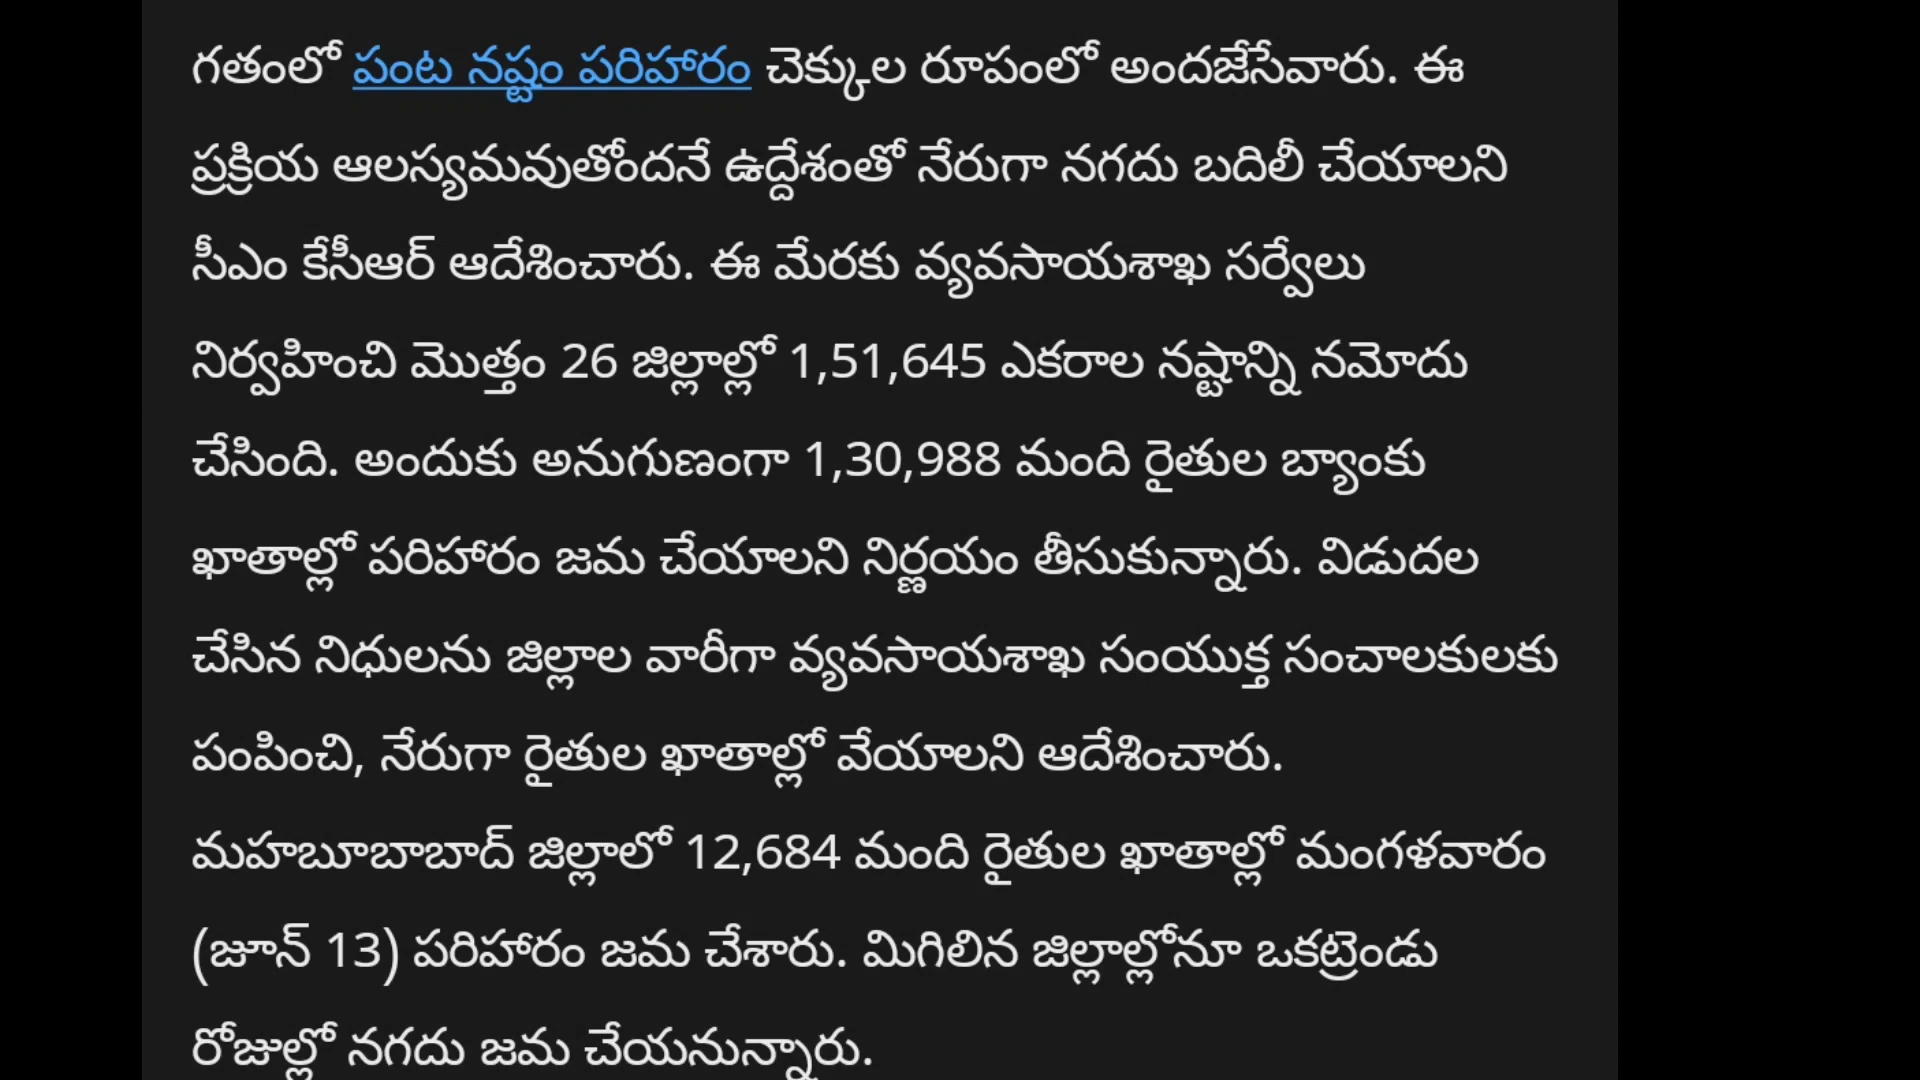 గతంలో పంట నష్టం పరిహారం చెక్కుల రూపంలో అందజేసేవారు. ఈ
ప్రక్రియ ఆలస్యమవుతోందనే ఉద్దేశంతో నేరుగా నగదు బదిలీ చేయాలని
సీఎం కేసీఆర్ ఆదేశించారు. ఈ మేరకు వ్యవసాయశాఖ సర్వేలు
నిర్వహించి మొత్తం 26 జిల్లాల్లో 1,51,645 ఎకరాల నష్టాన్ని నమోదు
చేసింది. అందుకు అనుగుణంగా 1,30,988 మంది రైతుల బ్యాంకు
ఖాతాల్లో పరిహారం జమ చేయాలని నిర్ణయం తీసుకున్నారు. విడుదల
చేసిన నిధులను జిల్లాల వారీగా వ్యవసాయశాఖ సంయుక్త సంచాలకులకు
పంపించి, నేరుగా రైతుల ఖాతాల్లో వేయాలని ఆదేశించారు.
మహబూబాబాద్ జిల్లాలో 12,684 మంది రైతుల ఖాతాల్లో మంగళవారం
(జూన్ 13) పరిహారం జమ చేశారు. మిగిలిన జిల్లాల్లోనూ ఒకట్రెండు
రోజుల్లో నగదు జమ చేయనున్నారు.